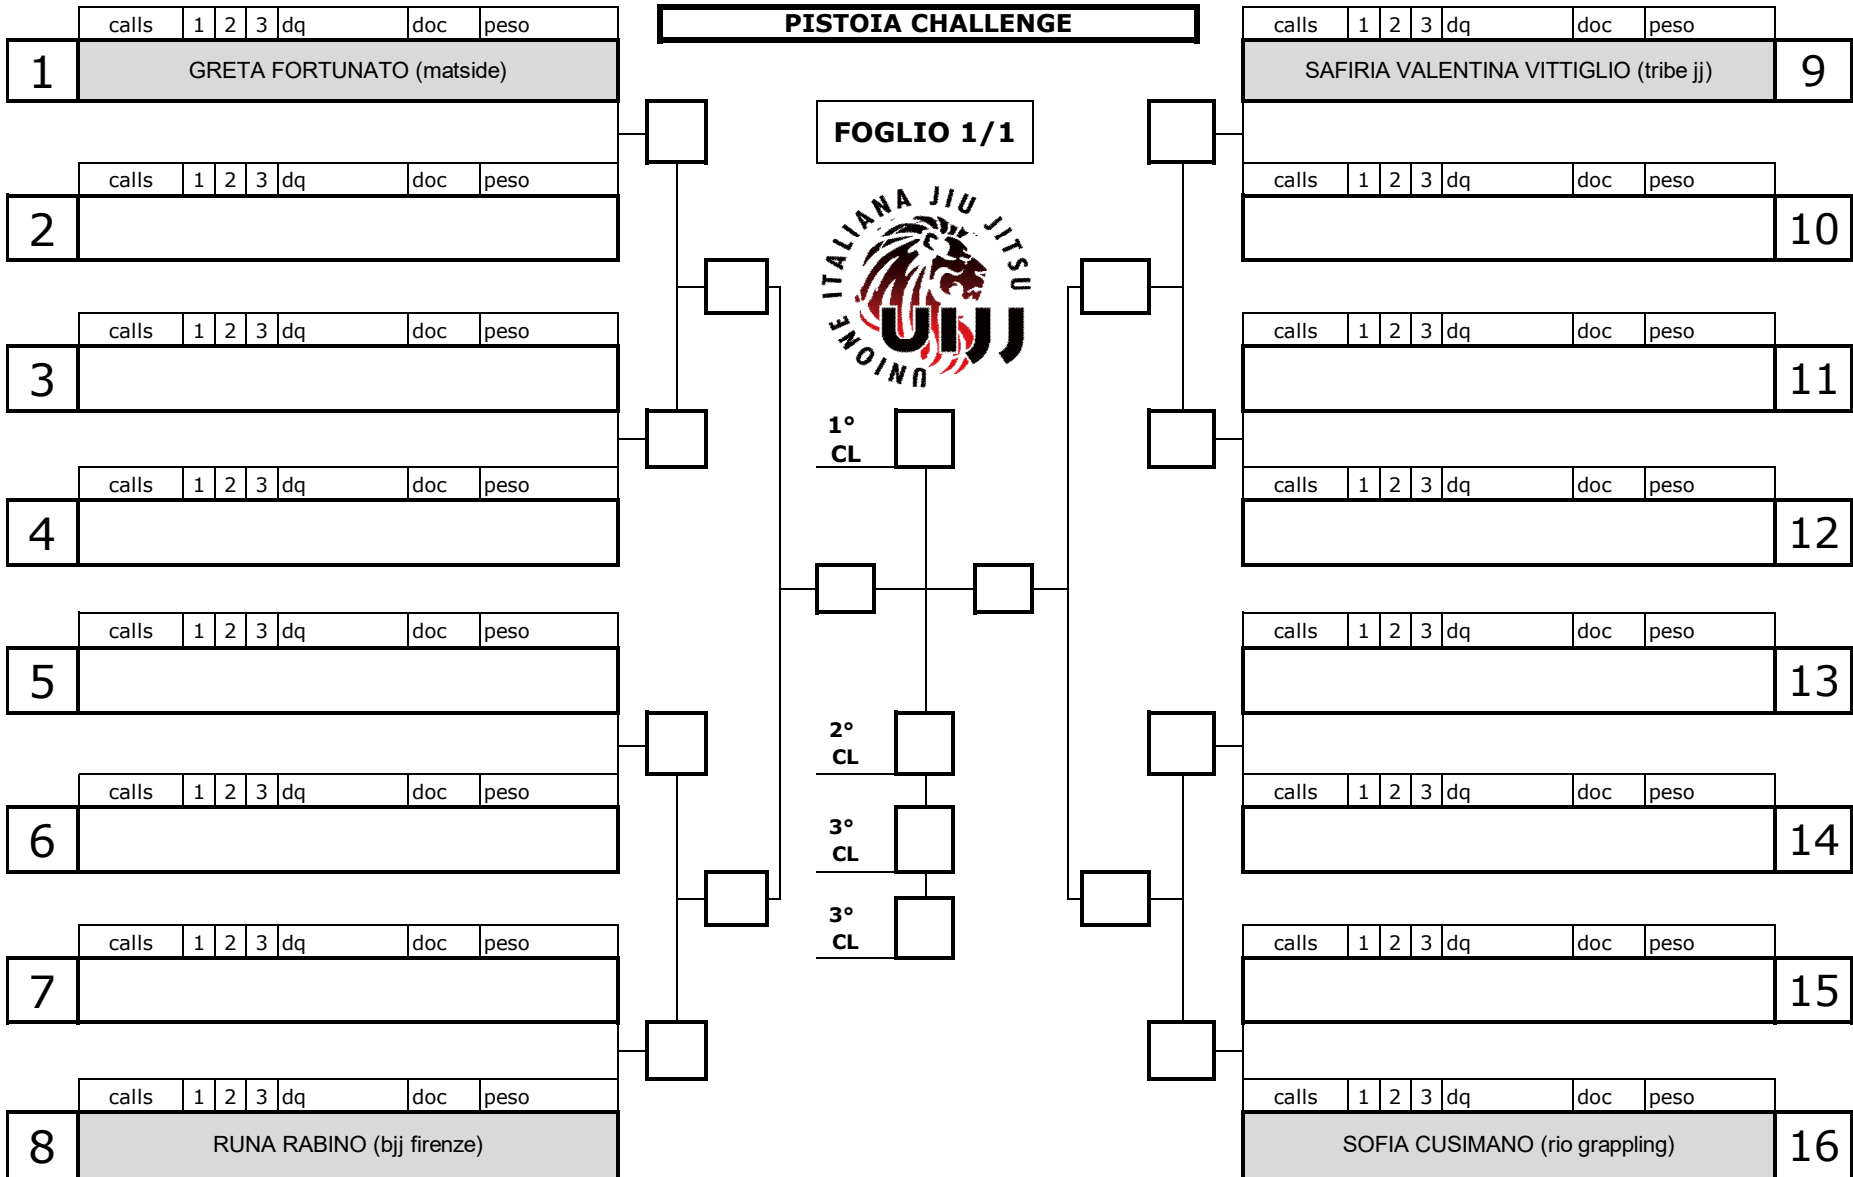 calls 1 2 3 dq doc peso
PISTOIA CHALLENGE
calls 1 2 3 dq doc peso
1 GRETA FORTUNATO (matside)
SAFIRIA VALENTINA VITTIGLIO (tribe jj) 9
FOGLIO 1/1
calls 1 2 3 dq doc peso
calls 1 2 3 dq doc peso
2
10
UNIONE ITALIANA JIU JITSU
UIJJ
calls 1 2 3 dq doc peso
calls 1 2 3 dq doc peso
3
11
1°
CL
calls 1 2 3 dq doc peso
calls 1 2 3 dq doc peso
4
12
calls 1 2 3 dq doc peso
calls 1 2 3 dq doc peso
5
13
2°
CL
calls 1 2 3 dq doc peso
calls 1 2 3 dq doc peso
6
14
3°
CL
3°
CL
calls 1 2 3 dq doc peso
calls 1 2 3 dq doc peso
7
15
calls 1 2 3 dq doc peso
calls 1 2 3 dq doc peso
8 RUNA RABINO (bjj firenze)
SOFIA CUSIMANO (rio grappling) 16